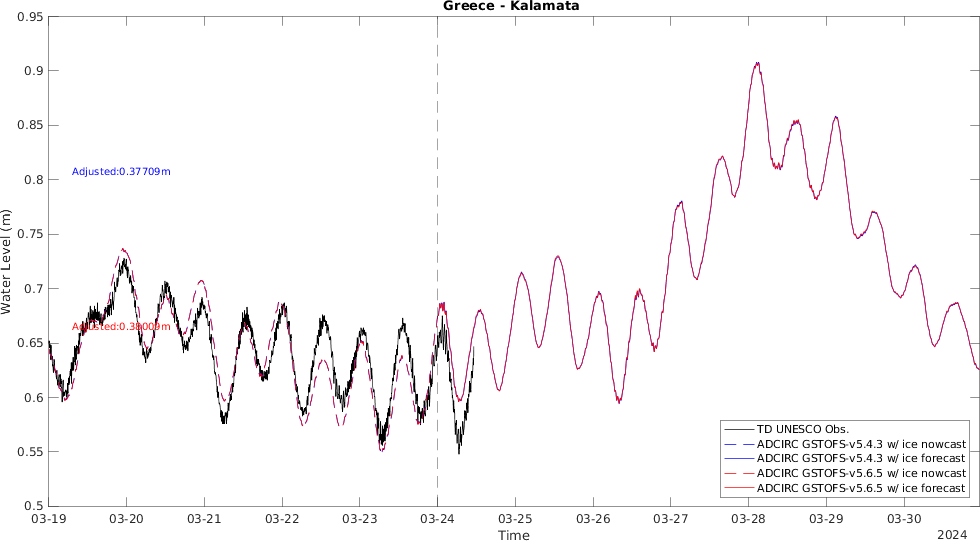 Greece - Kalamata
0.95
0.9
0.85
0.8
0.75
0.7
0.65
0.6
0.55
0.5
Water Level (m)
Adjusted:0.37709m
Adjusted:0.38009m
TD UNESCO Obs.
ADCIRC GSTOFS-v5.4.3 w/ ice nowcast
ADCIRC GSTOFS-v5.4.3 w/ ice forecast
ADCIRC GSTOFS-v5.6.5 w/ ice nowcast
ADCIRC GSTOFS-v5.6.5 w/ ice forecast
03-19 03-20 03-21 03-22 03-23 03-24 03-25 03-26 03-27 03-28 03-29 03-30
Time
2024